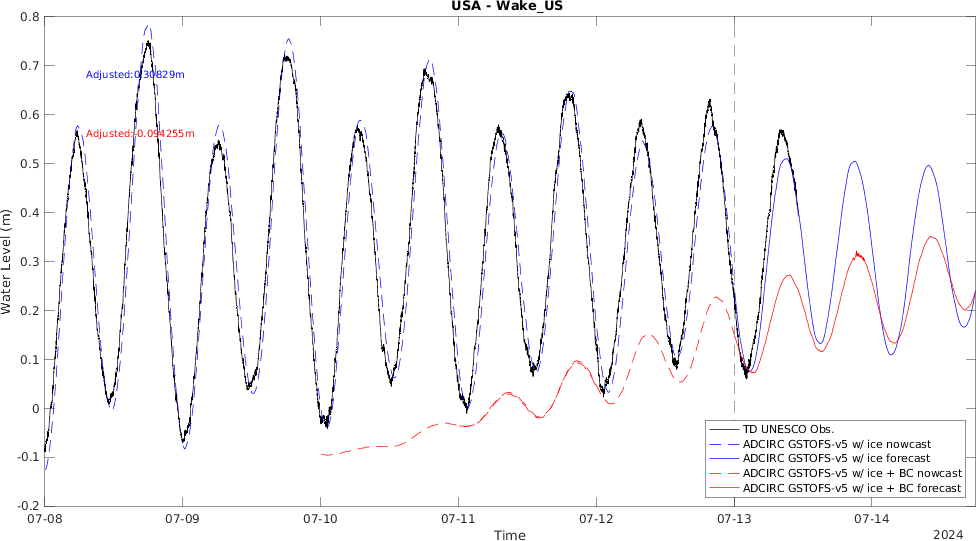 USA - Wake_US
0.8
0.7
0.6
0.5
0.4
0.3
0.2
0.1
0
-0.1
-0.2
Water Level (m)
Adjusted:0.30829m
Adjusted:-0.094255m
TD UNESCO Obs.
ADCIRC GSTOFS-v5 w/ ice nowcast
ADCIRC GSTOFS-v5 w/ ice forecast
ADCIRC GSTOFS-v5 w/ ice + BC nowcast
ADCIRC GSTOFS-v5 w/ ice + BC forecast
07-08 07-09 07-10 07-11 07-12 07-13 07-14
Time
2024